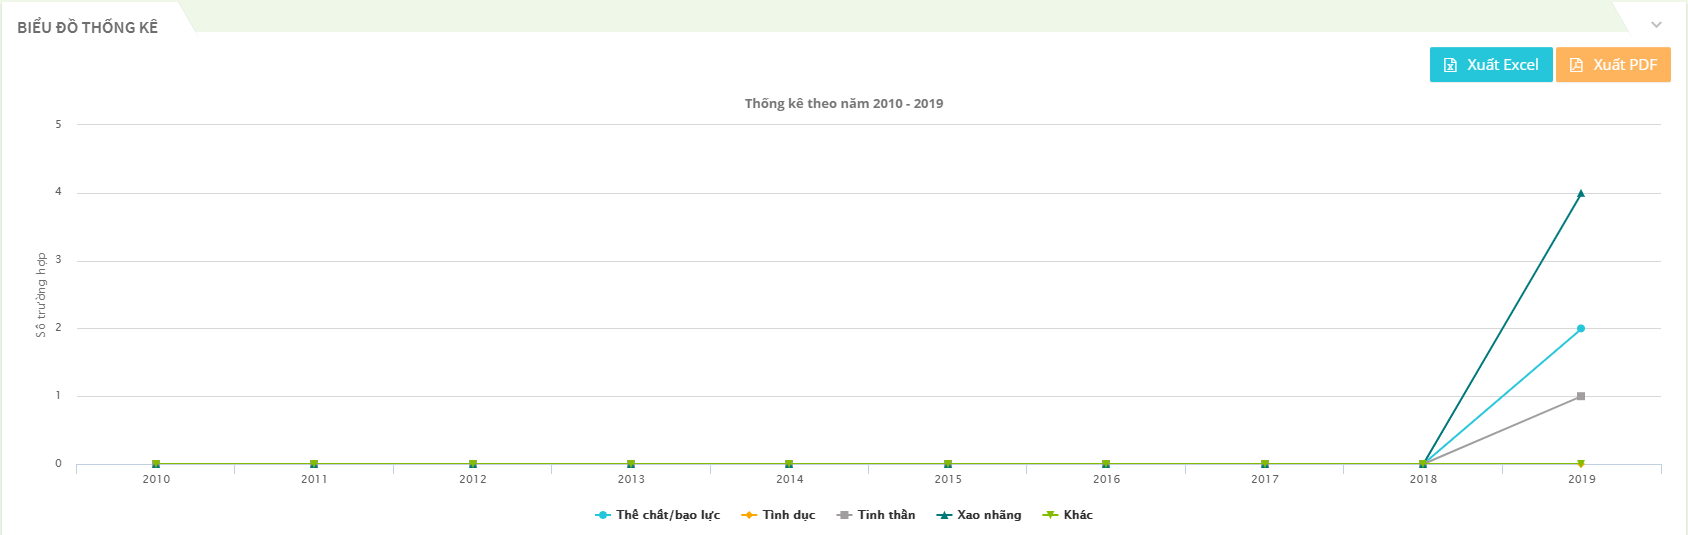 BIỂU ĐỒ THỐNG KÊ
Xuất Excel
Xuất PDF
Thống kê theo năm 2010 - 2019
Số trường hợp
5
4
3
2
1
0
2010
2011
2012
2013
2014
2015
2016
2017
2018
2019
Thể chất/bạo lực
Tình dục
Tinh thần
Xao nhãng
Khác